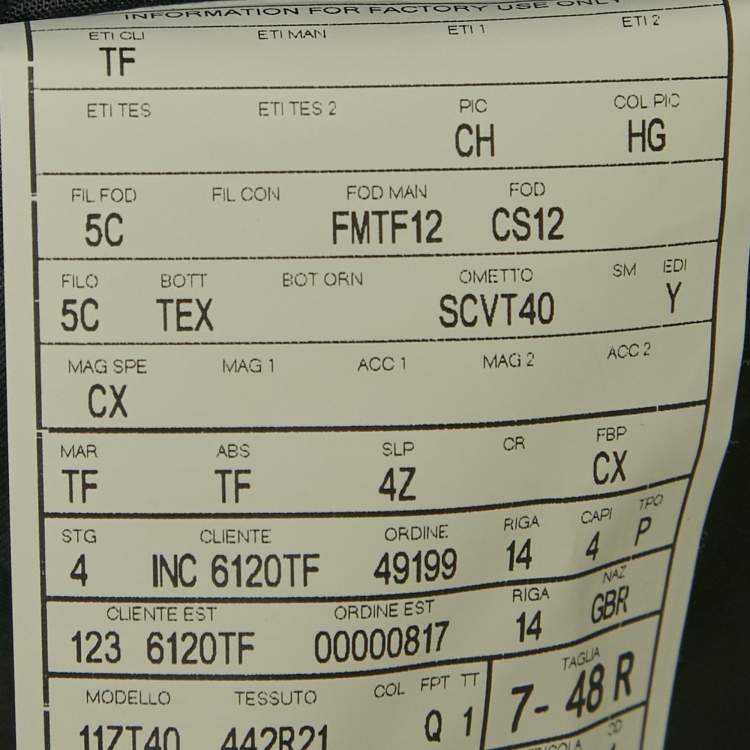 INFORMATION FOR FACTORY USE ONLY
ETI CLI ETI MAN ETI 1 ETI 2
TF
ETI TES ETI TES 2 PIC COL PIC
CH HG
FIL FOD FIL CON FOD MAN FOD
5C FMTF12 CS12
FILO BOTT BOT ORN OMETTO SM EDI
5C TEX SCVT40 Y
MAG SPE MAG 1 ACC 1 MAG 2 ACC 2
CX
MAR ABS SLP CR FBP
TF TF 4Z CX
STG CLIENTE ORDINE RIGA CAPI TPO
4 INC 6120TF 49199 14 4 P
CLIENTE EST ORDINE EST RIGA NAZ
123 6120TF 00000817 14 GBR
MODELLO TESSUTO COL FPT TT TAGLIA
117T40 442R21 Q 1 7- 48 R